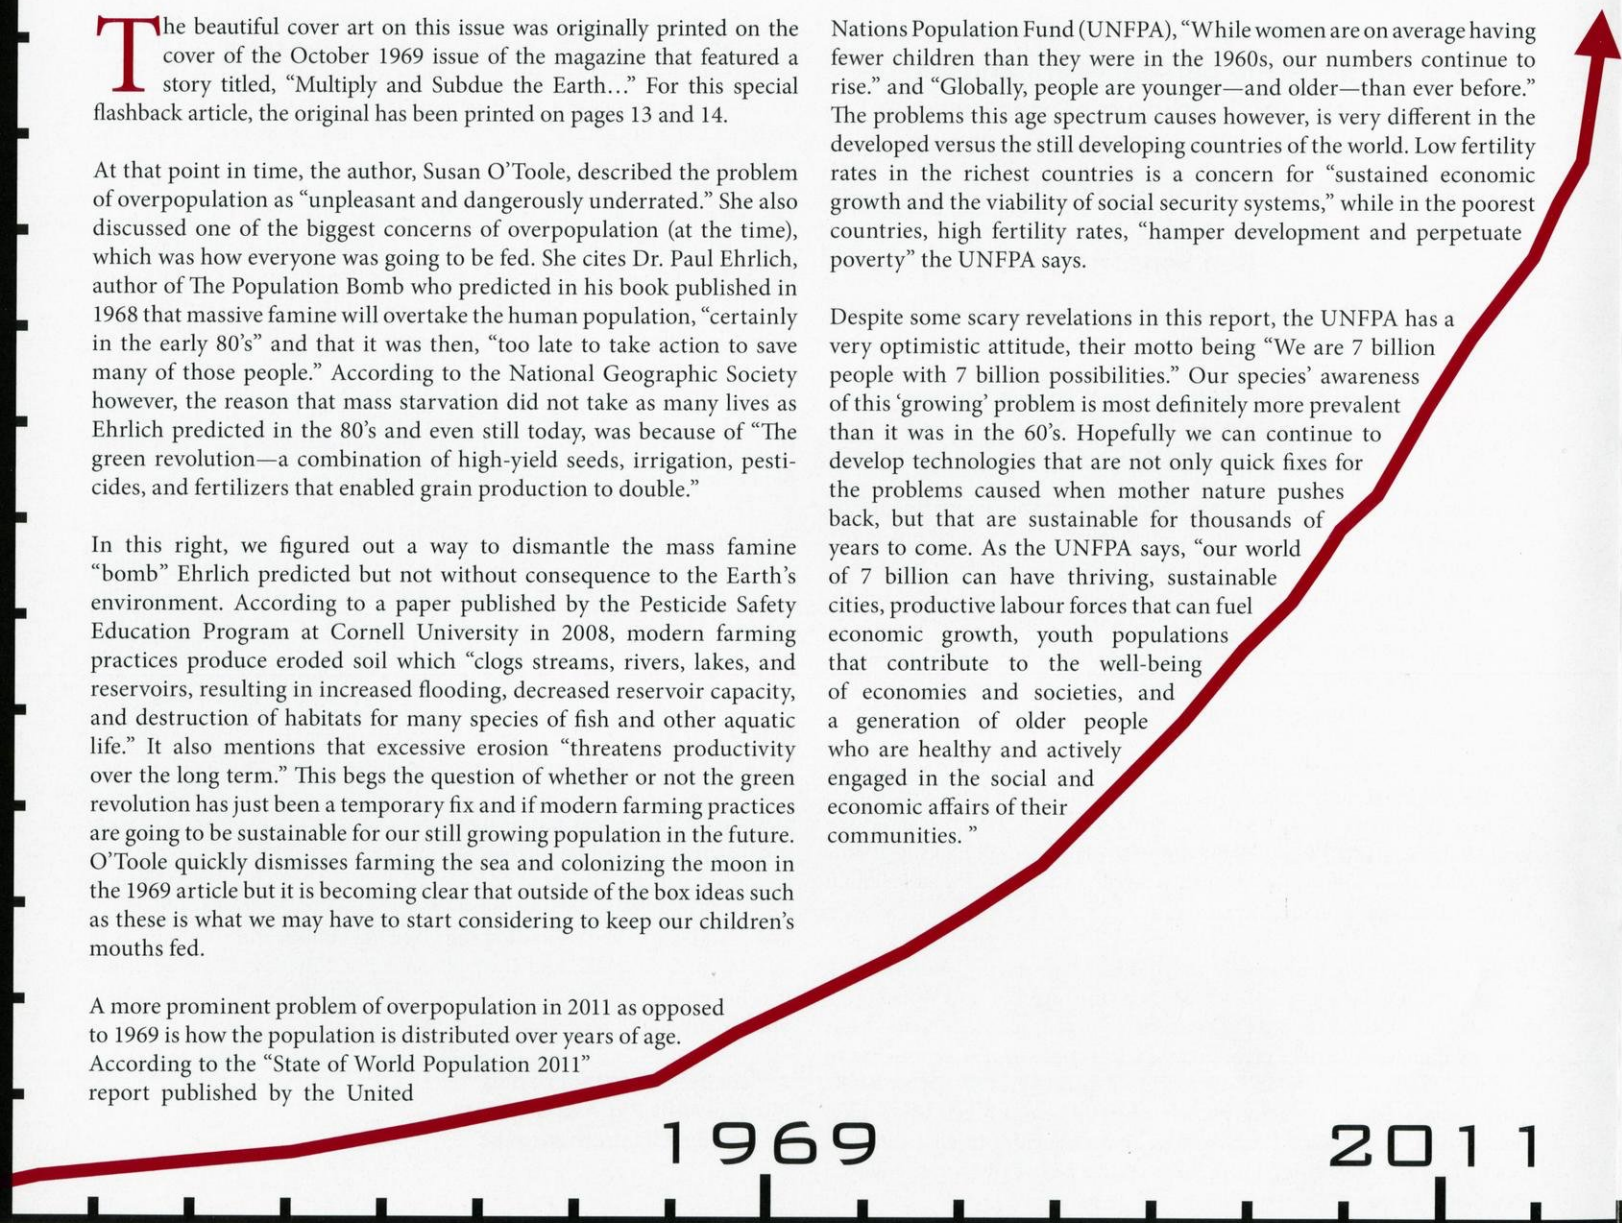 The beautiful cover art on this issue was originally printed on the
cover of the October 1969 issue of the magazine that featured a
story titled, “Multiply and Subdue the Earth…” For this special
flashback article, the original has been printed on pages 13 and 14.
At that point in time, the author, Susan O’Toole, described the problem
of overpopulation as “unpleasant and dangerously underrated.” She also
discussed one of the biggest concerns of overpopulation (at the time),
which was how everyone was going to be fed. She cites Dr. Paul Ehrlich,
author of The Population Bomb who predicted in his book published in
1968 that massive famine will overtake the human population, “certainly
in the early 80’s” and that it was then, “too late to take action to save
many of those people.” According to the National Geographic Society
however, the reason that mass starvation did not take as many lives as
Ehrlich predicted in the 80’s and even still today, was because of “The
green revolution—a combination of high-yield seeds, irrigation, pesti-
cides, and fertilizers that enabled grain production to double.”
In this right, we figured out a way to dismantle the mass famine
“bomb” Ehrlich predicted but not without consequence to the Earth’s
environment. According to a paper published by the Pesticide Safety
Education Program at Cornell University in 2008, modern farming
practices produce eroded soil which “clogs streams, rivers, lakes, and
reservoirs, resulting in increased flooding, decreased reservoir capacity,
and destruction of habitats for many species of fish and other aquatic
life.” It also mentions that excessive erosion “threatens productivity
over the long term.” This begs the question of whether or not the green
revolution has just been a temporary fix and if modern farming practices
are going to be sustainable for our still growing population in the future.
O’Toole quickly dismisses farming the sea and colonizing the moon in
the 1969 article but it is becoming clear that outside of the box ideas such
as these is what we may have to start considering to keep our children’s
mouths fed.
A more prominent problem of overpopulation in 2011 as opposed
to 1969 is how the population is distributed over years of age.
According to the “State of World Population 2011”
report published by the United
Nations Population Fund (UNFPA), “While women are on average having
fewer children than they were in the 1960s, our numbers continue to
rise.” and “Globally, people are younger—and older—than ever before.”
The problems this age spectrum causes however, is very different in the
developed versus the still developing countries of the world. Low fertility
rates in the richest countries is a concern for “sustained economic
growth and the viability of social security systems,” while in the poorest
countries, high fertility rates, “hamper development and perpetuate
poverty” the UNFPA says.
Despite some scary revelations in this report, the UNFPA has a
very optimistic attitude, their motto being “We are 7 billion
people with 7 billion possibilities.” Our species’ awareness
of this ‘growing’ problem is most definitely more prevalent
than it was in the 60’s. Hopefully we can continue to
develop technologies that are not only quick fixes for
the problems caused when mother nature pushes
back, but that are sustainable for thousands of
years to come. As the UNFPA says, “our world
of 7 billion can have thriving, sustainable
cities, productive labour forces that can fuel
economic growth, youth populations
that contribute to the well-being
of economies and societies, and
a generation of older people
who are healthy and actively
engaged in the social and
economic affairs of their
communities. ”
1969
2011